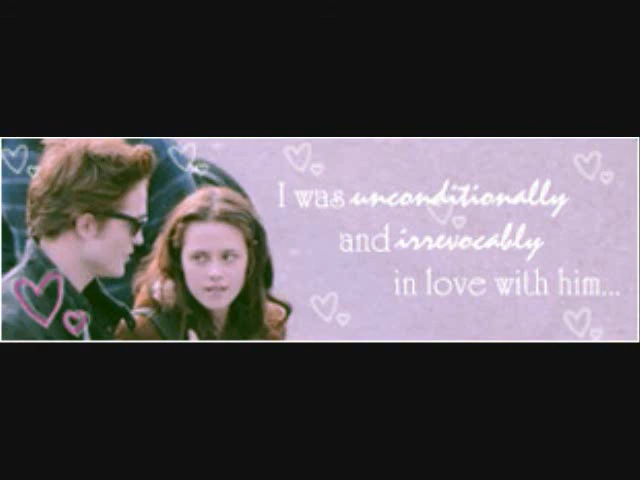 I was unconditionally
and irrevocably
in love with him...